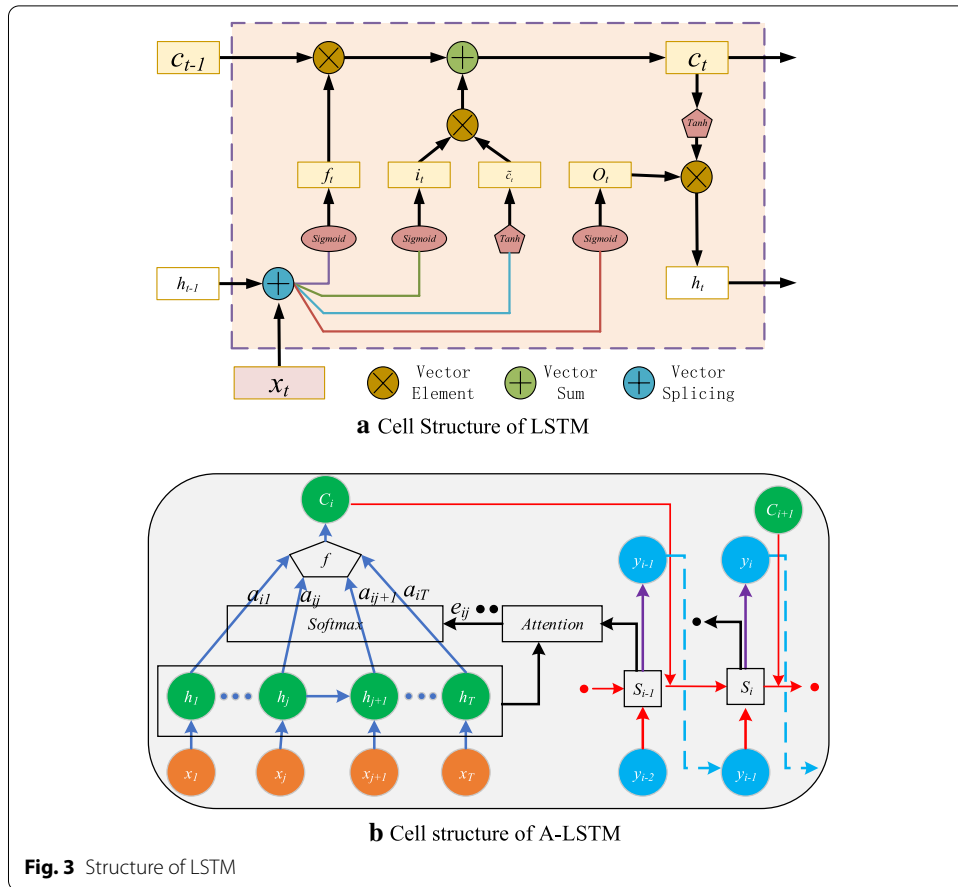 c_{t-1} c_t
Tanh
f_t i_t c̃_t O_t
Sigmoid Sigmoid Tanh Sigmoid
h_{t-1} h_t
x_t
Vector Element Vector Sum Vector Splicing
a Cell Structure of LSTM
C_i C_{i+1}
f y_{i-1} y_i
a_{i1} a_{ij} a_{ij+1} a_{iT}
Softmax e_{ij} Attention
h_1 h_j h_{j+1} h_T S_{i-1} S_i
x_1 x_j x_{j+1} x_T y_{i-2} y_{i-1}
b Cell structure of A-LSTM
Fig. 3 Structure of LSTM